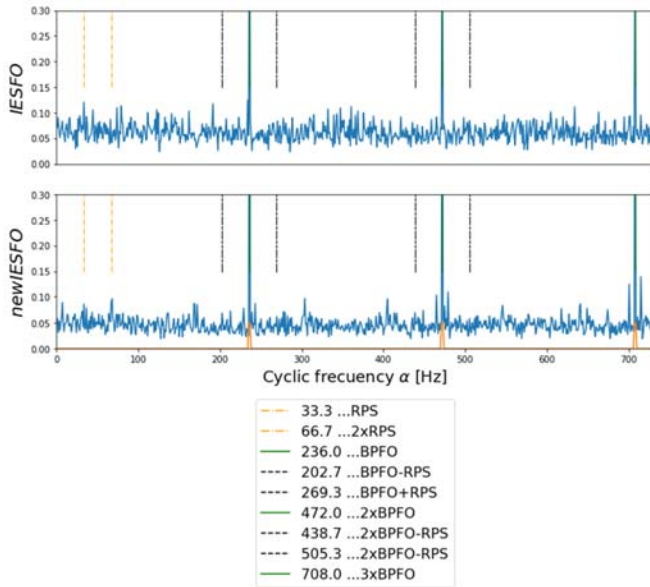 0.30
0.25
0.20
0.15
0.10
0.05
0.00
IESFO
0.30
0.25
0.20
0.15
0.10
0.05
0.00
newIESFO
0 100 200 300 400 500 600 700
Cyclic frecuency α [Hz]
33.3 ...RPS
66.7 ...2xRPS
236.0 ...BPFO
202.7 ...BPFO-RPS
269.3 ...BPFO+RPS
472.0 ...2xBPFO
438.7 ...2xBPFO-RPS
505.3 ...2xBPFO-RPS
708.0 ...3xBPFO